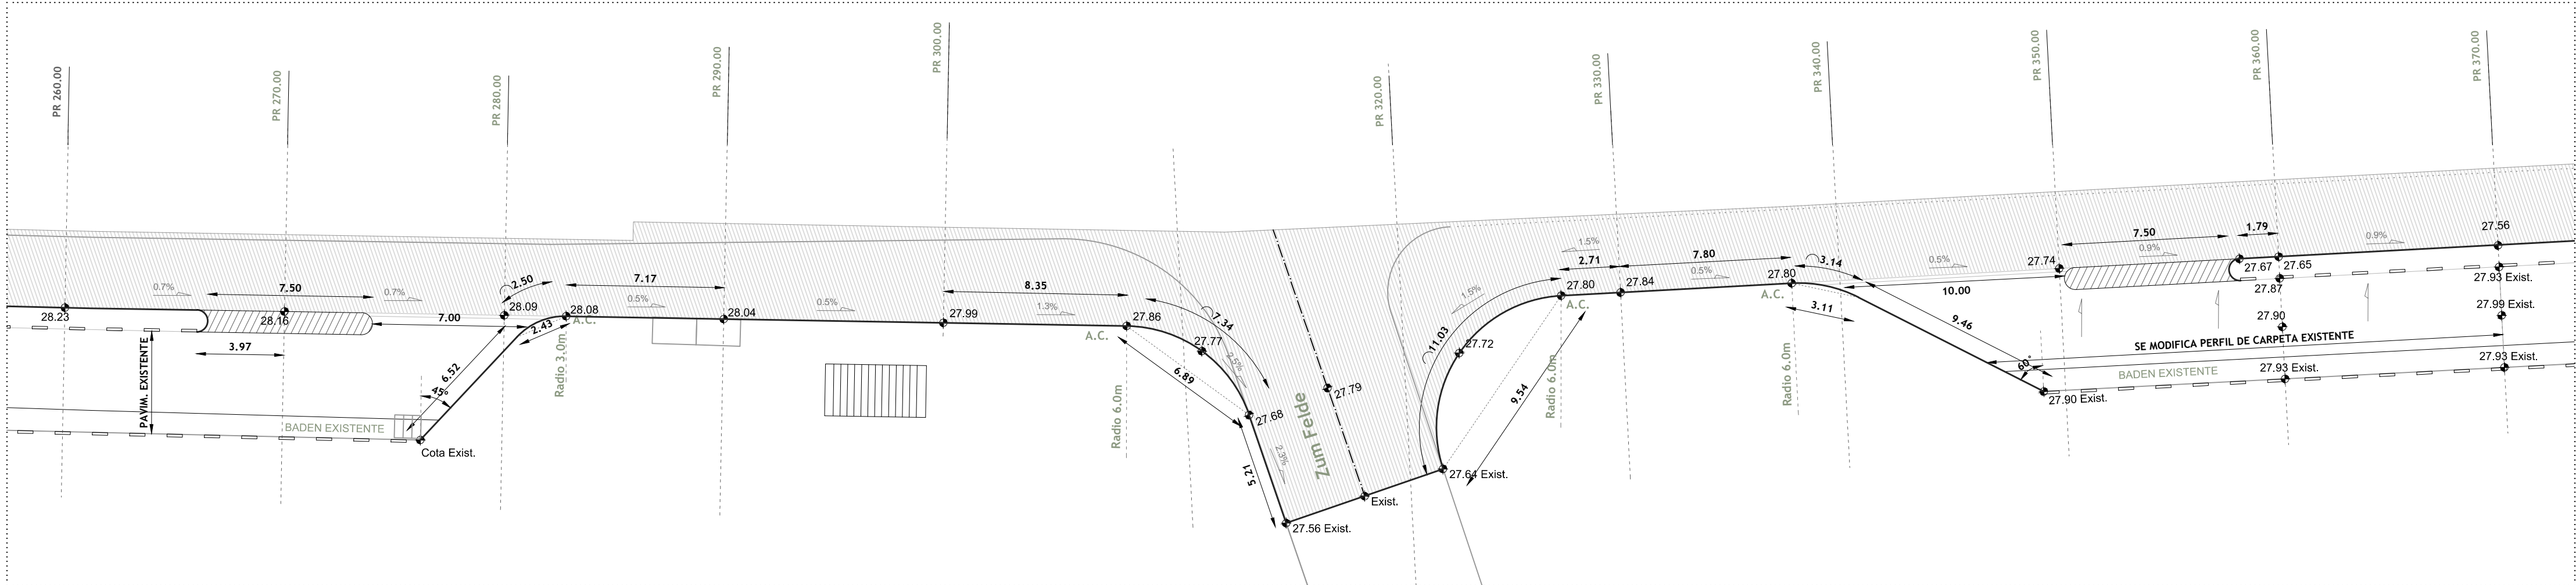 PR 260.00
PR 270.00
PR 280.00
PR 290.00
PR 300.00
PR 320.00
PR 330.00
PR 340.00
PR 350.00
PR 360.00
PR 370.00
28.23
0.7%
7.50
28.16
3.97
0.7%
7.00
PAVIM. EXISTENTE
BADEN EXISTENTE
6.52
45°
Cota Exist.
2.50
28.09
2.43
28.08
A.C.
Radio 3.0m
7.17
0.5%
28.04
0.5%
8.35
27.99
1.3%
27.86
A.C.
Radio 6.0m
7.34
27.77
2.5%
6.89
27.68
5.21
2.3%
27.56 Exist.
Zum Felde
27.79
Exist.
27.64 Exist.
11.03
1.5%
27.72
9.54
1.5%
2.71
27.80
A.C.
Radio 6.0m
7.80
27.84
0.5%
27.80
A.C.
Radio 6.0m
3.14
3.11
0.5%
10.00
9.46
60°
27.90 Exist.
27.74
7.50
0.9%
1.79
27.67
27.65
27.87
27.90
SE MODIFICA PERFIL DE CARPETA EXISTENTE
BADEN EXISTENTE
27.93 Exist.
0.9%
27.56
27.93 Exist.
27.99 Exist.
27.93 Exist.